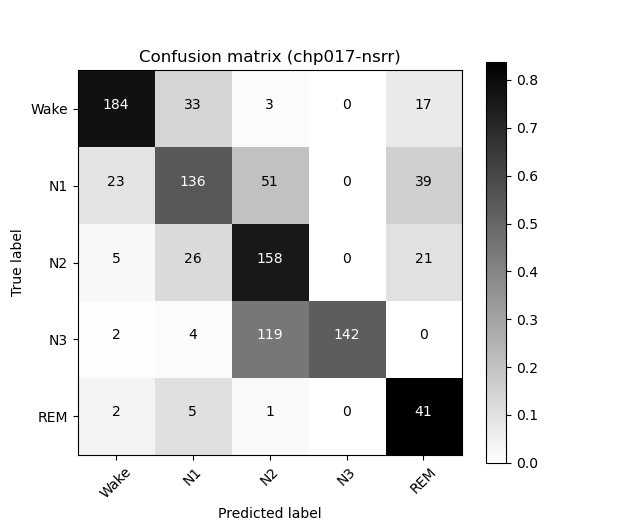 Confusion matrix (chp017-nsrr)
True label
Wake 184 33 3 0 17
N1 23 136 51 0 39
N2 5 26 158 0 21
N3 2 4 119 142 0
REM 2 5 1 0 41
Wake N1 N2 N3 REM
Predicted label
0.8
0.7
0.6
0.5
0.4
0.3
0.2
0.1
0.0